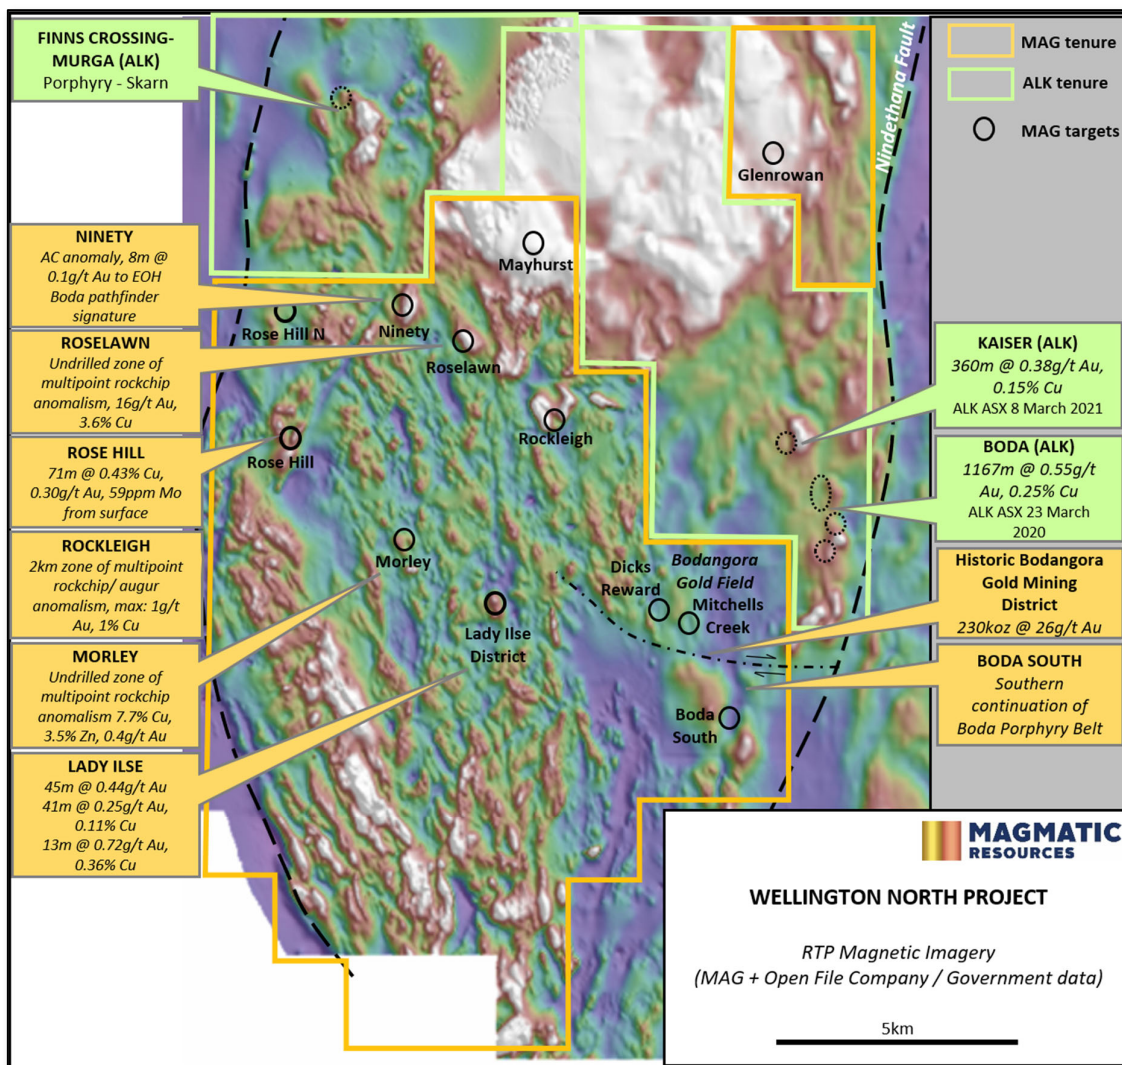 FINNS CROSSING-
MURGA (ALK)
Porphyry - Skarn
NINETY
AC anomaly, 8m @
0.1g/t Au to EOH
Boda pathfinder
signature
ROSELAWN
Undrilled zone of
multipoint rockchip
anomalism, 16g/t Au,
3.6% Cu
ROSE HILL
71m @ 0.43% Cu,
0.30g/t Au, 59ppm Mo
from surface
ROCKLEIGH
2km zone of multipoint
rockchip/ augur
anomalism, max: 1g/t
Au, 1% Cu
MORLEY
Undrilled zone of
multipoint rockchip
anomalism 7.7% Cu,
3.5% Zn, 0.4g/t Au
LADY ILSE
45m @ 0.44g/t Au
41m @ 0.25g/t Au,
0.11% Cu
13m @ 0.72g/t Au,
0.36% Cu
Glenrowan
Mayhurst
Rose Hill N
Ninety
Roselawn
Rockleigh
Rose Hill
Morley
Lady Ilse
District
Dicks
Reward
Bodangora
Gold Field
Mitchells
Creek
Boda
South
Nindethana Fault
MAG tenure
ALK tenure
MAG targets
KAISER (ALK)
360m @ 0.38g/t Au,
0.15% Cu
ALK ASX 8 March 2021
BODA (ALK)
1167m @ 0.55g/t
Au, 0.25% Cu
ALK ASX 23 March
2020
Historic Bodangora
Gold Mining
District
230koz @ 26g/t Au
BODA SOUTH
Southern
continuation of
Boda Porphyry Belt
MAGMATIC
RESOURCES
WELLINGTON NORTH PROJECT
RTP Magnetic Imagery
(MAG + Open File Company / Government data)
5km